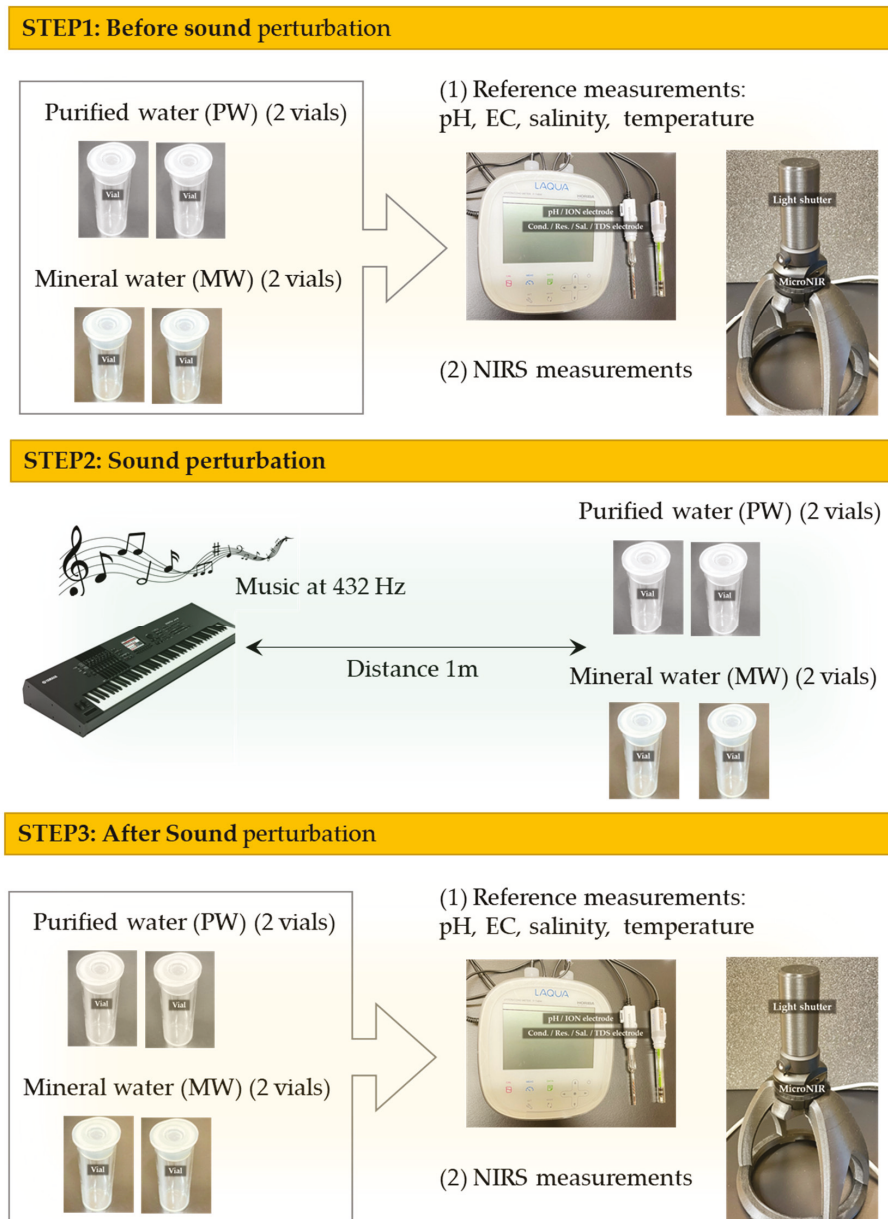 STEP1: Before sound perturbation
Purified water (PW) (2 vials)
Vial
Vial
Mineral water (MW) (2 vials)
Vial
Vial
(1) Reference measurements:
pH, EC, salinity, temperature
LAQUA
pH / ION electrode
Cond. / Res. / Sal. / TDS electrode
Light shutter
MicroNIR
(2) NIRS measurements
STEP2: Sound perturbation
Music at 432 Hz
Distance 1m
Purified water (PW) (2 vials)
Vial
Vial
Mineral water (MW) (2 vials)
Vial
Vial
STEP3: After Sound perturbation
Purified water (PW) (2 vials)
Vial
Vial
Mineral water (MW) (2 vials)
Vial
Vial
(1) Reference measurements:
pH, EC, salinity, temperature
LAQUA
pH / ION electrode
Cond. / Res. / Sal. / TDS electrode
Light shutter
MicroNIR
(2) NIRS measurements